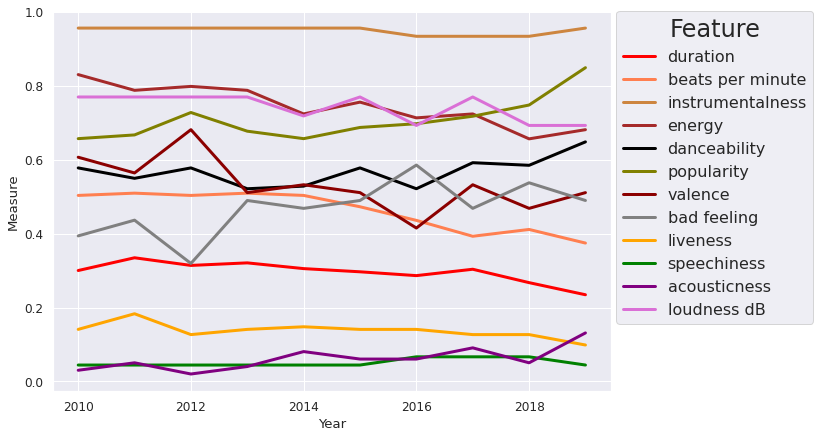 1.0
0.8
0.6
0.4
0.2
0.0
Measure
2010
2012
2014
2016
2018
Year
Feature
duration
beats per minute
instrumentalness
energy
danceability
popularity
valence
bad feeling
liveness
speechiness
acousticness
loudness dB